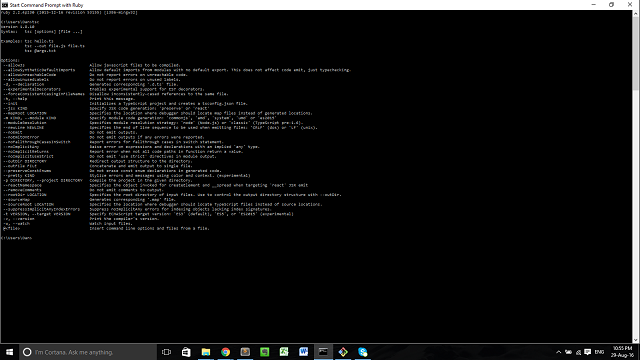 Start Command Prompt with Ruby
C:\Users\Dan>tsc
Version 1.8.10
Syntax: tsc [options] [file ...]
Examples: tsc hello.ts
tsc --out file.js file.ts
tsc @args.txt
Options:
--allowJs Allow javascript files to be compiled.
--allowSyntheticDefaultImports Allow default imports from modules with no default export. This does not affect code emit, just typechecking.
--allowUnreachableCode Do not report errors on unreachable code.
--allowUnusedLabels Do not report errors on unused labels.
-d, --declaration Generates corresponding '.d.ts' file.
--experimentalDecorators Enables experimental support for ES7 decorators.
--forceConsistentCasingInFileNames Disallow inconsistently-cased references to the same file.
-h, --help Print this message.
--init Initializes a TypeScript project and creates a tsconfig.json file.
--jsx KIND Specify JSX code generation: 'preserve' or 'react'
--mapRoot LOCATION Specifies the location where debugger should locate map files instead of generated locations.
-m KIND, --module KIND Specify module code generation: 'commonjs', 'amd', 'system', 'umd' or 'es2015'
--moduleResolution Specifies module resolution strategy: 'node' (Node.js) or 'classic' (TypeScript pre-1.6).
--newLine NEWLINE Specifies the end of line sequence to be used when emitting files: 'CRLF' (dos) or 'LF' (unix).
--noEmit Do not emit outputs.
--noEmitOnError Do not emit outputs if any errors were reported.
--noFallthroughCasesInSwitch Report errors for fallthrough cases in switch statement.
--noImplicitAny Raise error on expressions and declarations with an implied 'any' type.
--noImplicitReturns Report error when not all code paths in function return a value.
--noImplicitUseStrict Do not emit 'use strict' directives in module output.
--outDir DIRECTORY Redirect output structure to the directory.
--outFile FILE Concatenate and emit output to single file.
--preserveConstEnums Do not erase const enum declarations in generated code.
--pretty KIND Stylize errors and messages using color and context. (experimental)
-p DIRECTORY, --project DIRECTORY Compile the project in the given directory.
--reactNamespace Specifies the object invoked for createElement and __spread when targeting 'react' JSX emit
--removeComments Do not emit comments to output.
--rootDir LOCATION Specifies the root directory of input files. Use to control the output directory structure with --outDir.
--sourceMap Generates corresponding '.map' file.
--sourceRoot LOCATION Specifies the location where debugger should locate TypeScript files instead of source locations.
--suppressImplicitAnyIndexErrors Suppress noImplicitAny errors for indexing objects lacking index signatures.
-t VERSION, --target VERSION Specify ECMAScript target version: 'ES3' (default), 'ES5', or 'ES2015' (experimental)
-v, --version Print the compiler's version.
-w, --watch Watch input files.
@<file> Insert command line options and files from a file.
C:\Users\Dan>
I'm Cortana. Ask me anything.
ENG
10:55 PM
29-Aug-16